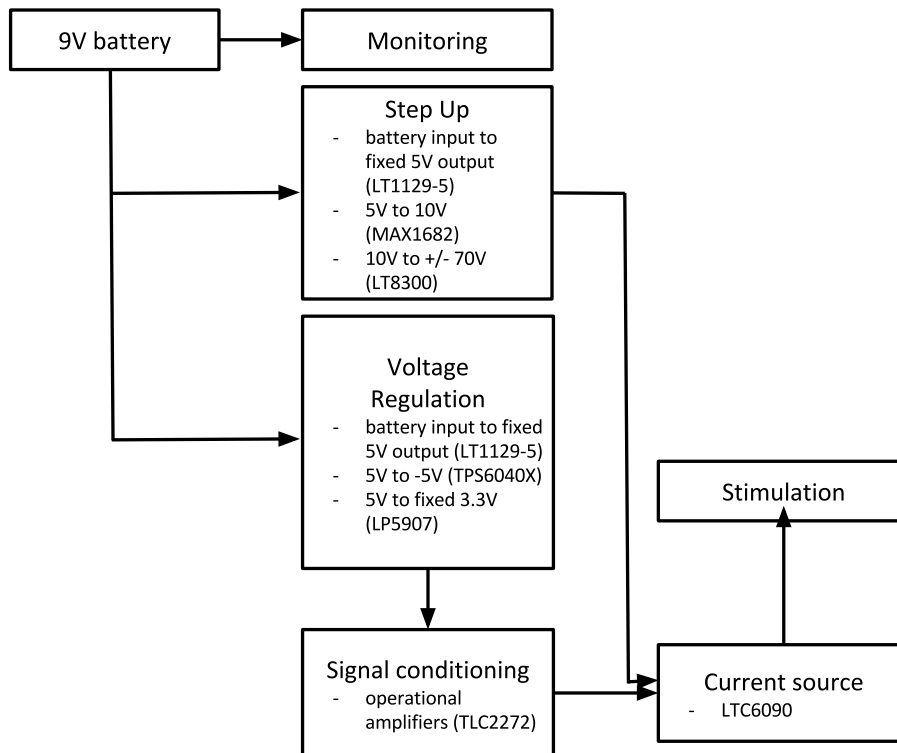 9V battery
Monitoring
Step Up
- battery input to
fixed 5V output
(LT1129-5)
- 5V to 10V
(MAX1682)
- 10V to +/- 70V
(LT8300)
Voltage
Regulation
- battery input to fixed
5V output (LT1129-5)
- 5V to -5V (TPS6040X)
- 5V to fixed 3.3V
(LP5907)
Stimulation
Signal conditioning
- operational
amplifiers (TLC2272)
Current source
- LTC6090